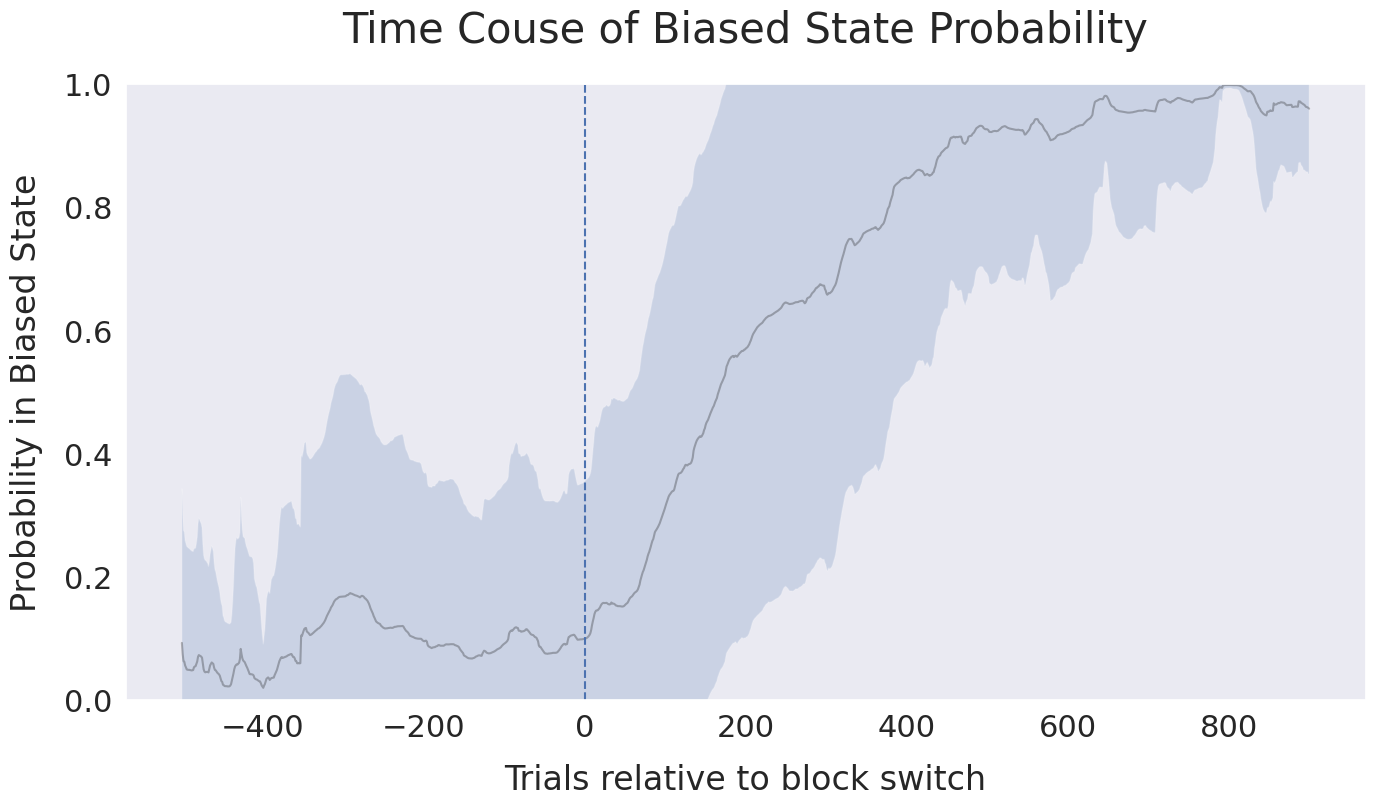 Time Couse of Biased State Probability
1.0
0.8
0.6
0.4
0.2
0.0
Probability in Biased State
−400 −200 0 200 400 600 800
Trials relative to block switch